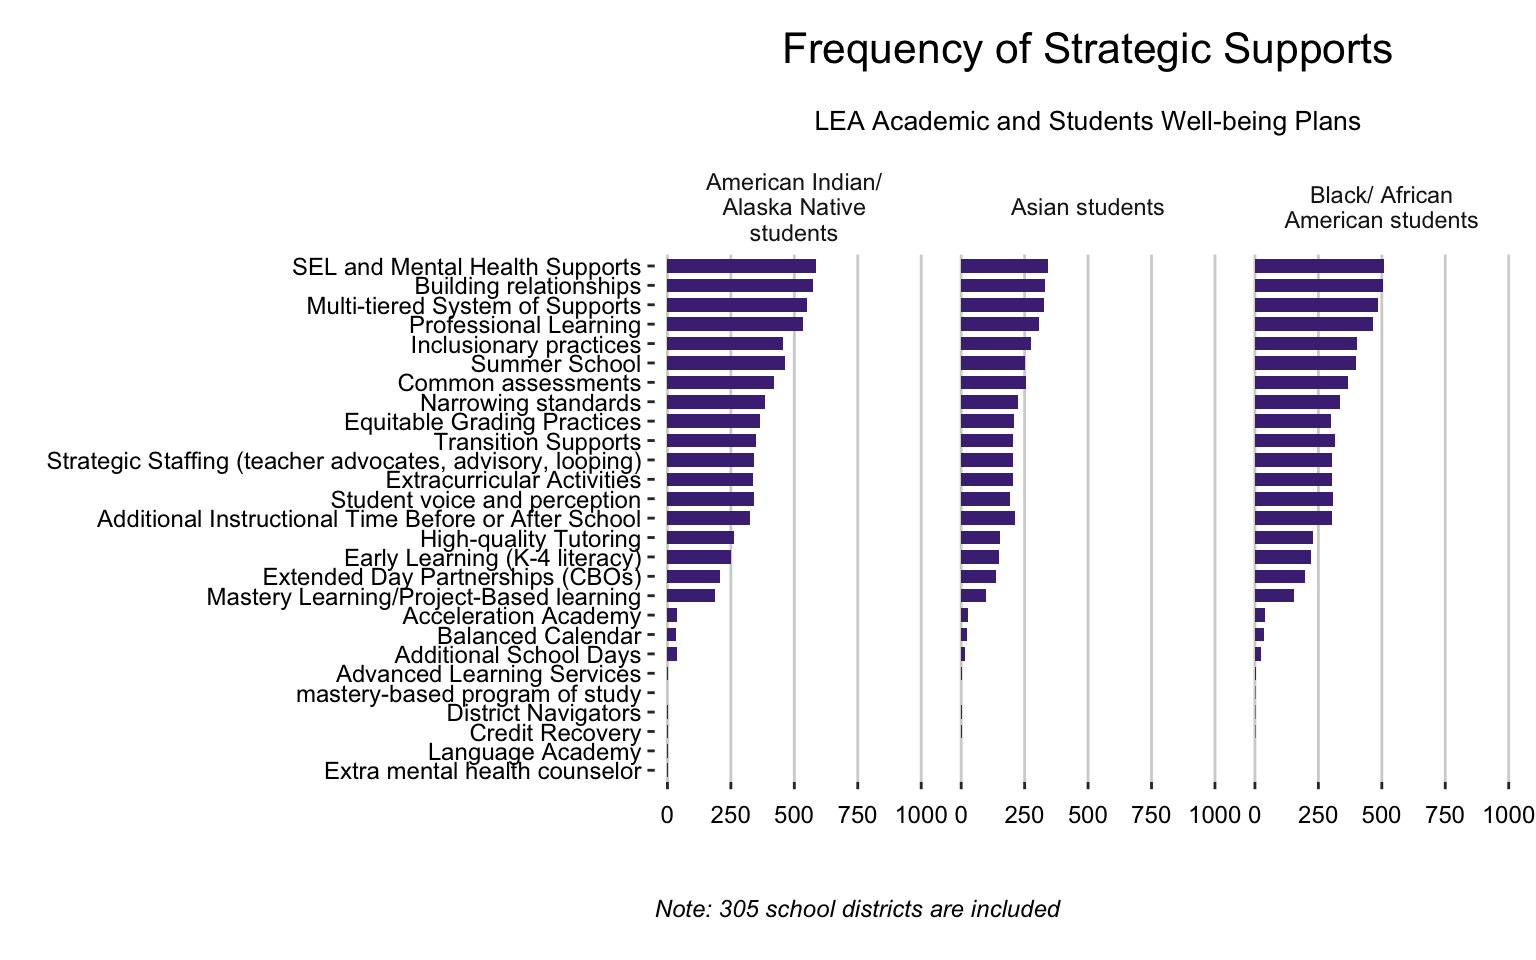 Frequency of Strategic Supports
LEA Academic and Students Well-being Plans
American Indian/
Alaska Native
students
Asian students
Black/ African
American students
SEL and Mental Health Supports
Building relationships
Multi-tiered System of Supports
Professional Learning
Inclusionary practices
Summer School
Common assessments
Narrowing standards
Equitable Grading Practices
Transition Supports
Strategic Staffing (teacher advocates, advisory, looping)
Extracurricular Activities
Student voice and perception
Additional Instructional Time Before or After School
High-quality Tutoring
Early Learning (K-4 literacy)
Extended Day Partnerships (CBOs)
Mastery Learning/Project-Based learning
Acceleration Academy
Balanced Calendar
Additional School Days
Advanced Learning Services
mastery-based program of study
District Navigators
Credit Recovery
Language Academy
Extra mental health counselor
0 250 500 750 1000 0 250 500 750 1000 0 250 500 750 1000
Note: 305 school districts are included